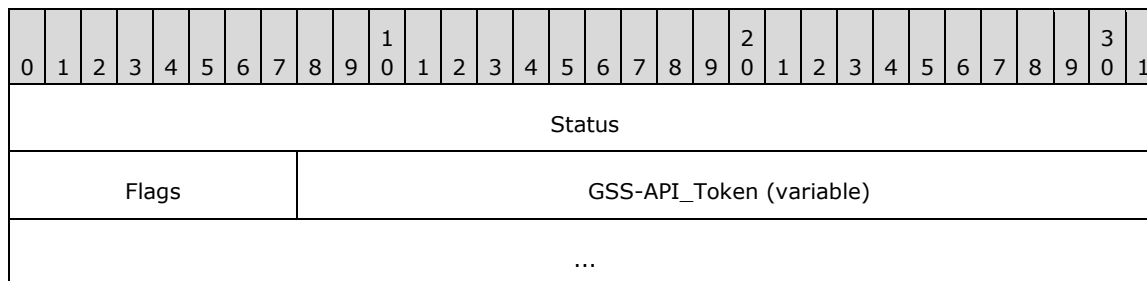 1 2 3
0 1 2 3 4 5 6 7 8 9 0 1 2 3 4 5 6 7 8 9 0 1 2 3 4 5 6 7 8 9 0 1
Status
Flags GSS-API_Token (variable)
...